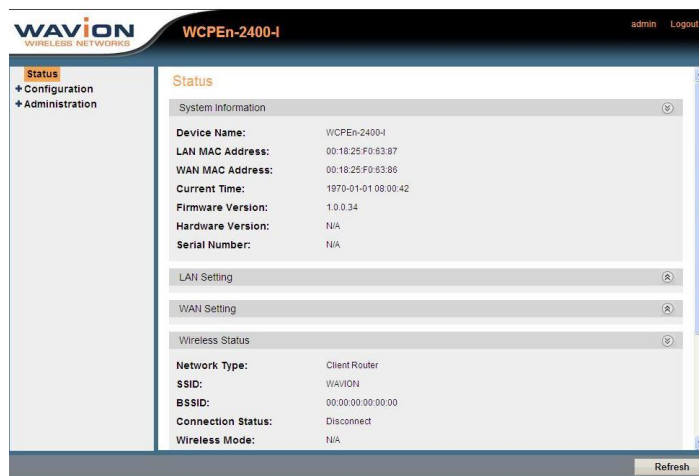 WAVION
WIRELESS NETWORKS
WCPEn-2400-I
admin Logout
Status
+ Configuration
+ Administration
Status
System Information
Device Name: WCPEn-2400-I
LAN MAC Address: 00:18:25:F0:63:87
WAN MAC Address: 00:18:25:F0:63:86
Current Time: 1970-01-01 08:00:42
Firmware Version: 1.0.0.34
Hardware Version: N/A
Serial Number: N/A
LAN Setting
WAN Setting
Wireless Status
Network Type: Client Router
SSID: WAVION
BSSID: 00:00:00:00:00:00
Connection Status: Disconnect
Wireless Mode: N/A
Refresh